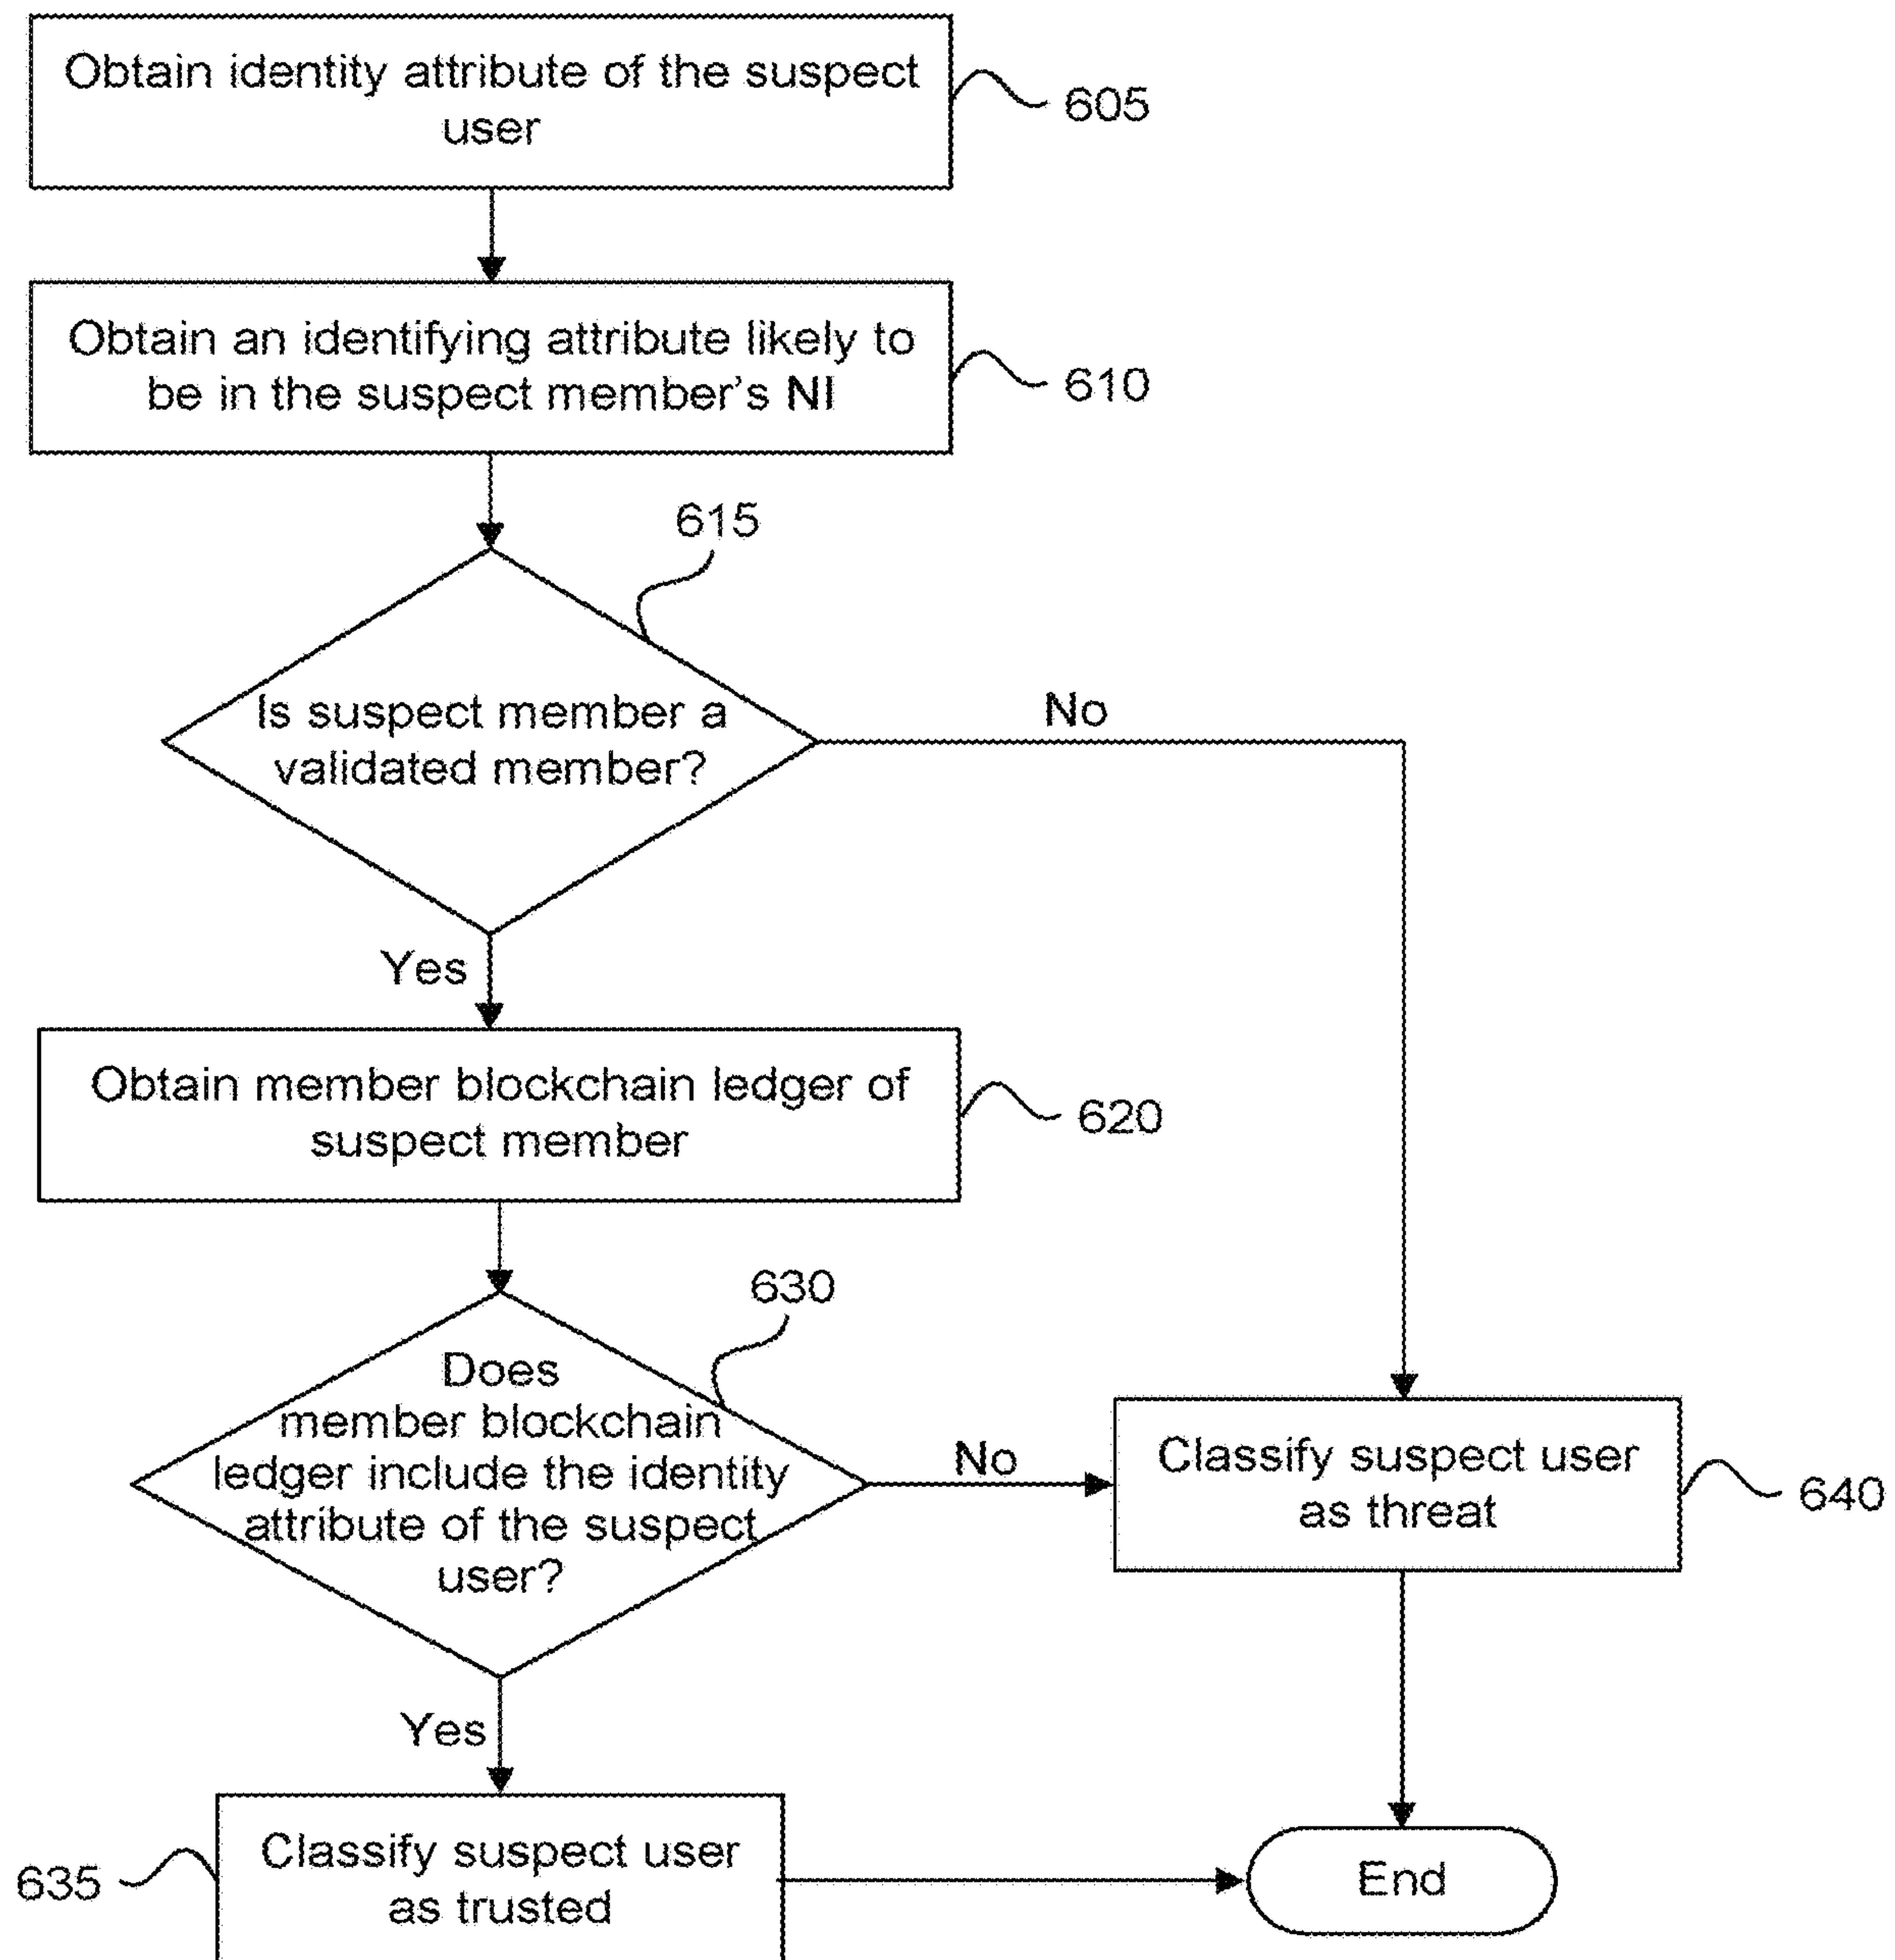 Obtain identity attribute of the suspect
user
605
Obtain an identifying attribute likely to
be in the suspect member's NI
610
615
Is suspect member a
validated member?
No
Yes
Obtain member blockchain ledger of
suspect member
620
630
Does
member blockchain
ledger include the identity
attribute of the suspect
user?
No
Classify suspect user
as threat
640
Yes
635
Classify suspect user
as trusted
End